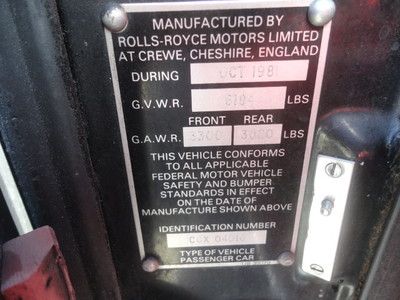 MANUFACTURED BY
ROLLS-ROYCE MOTORS LIMITED
AT CREWE, CHESHIRE, ENGLAND
DURING OCT 1981
G.V.W.R. LBS
FRONT REAR
G.A.W.R. 3300 3000 LBS
THIS VEHICLE CONFORMS
TO ALL APPLICABLE
FEDERAL MOTOR VEHICLE
SAFETY AND BUMPER
STANDARDS IN EFFECT
ON THE DATE OF
MANUFACTURE SHOWN ABOVE
IDENTIFICATION NUMBER
TYPE OF VEHICLE
PASSENGER CAR